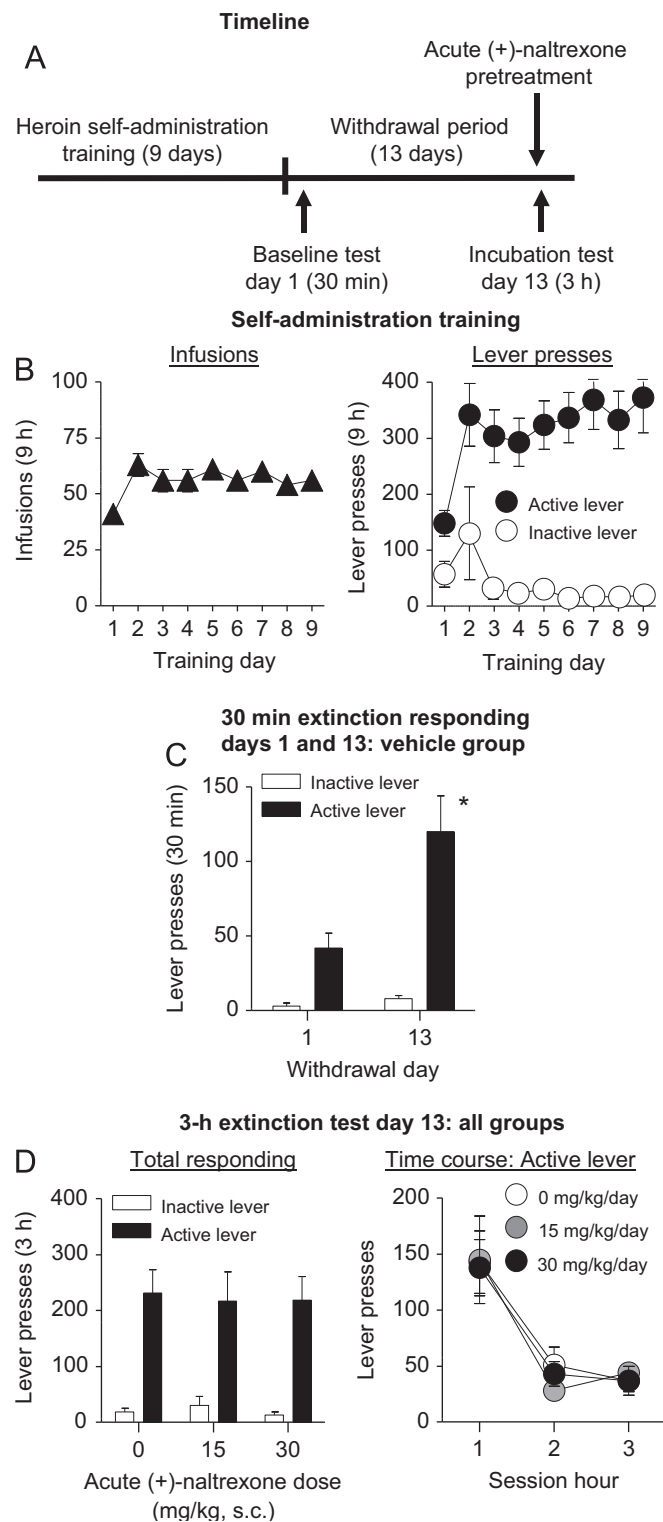 Timeline
A
Acute (+)-naltrexone
pretreatment
Heroin self-administration
training (9 days)
Withdrawal period
(13 days)
Baseline test
day 1 (30 min)
Incubation test
day 13 (3 h)
Self-administration training
B
Infusions
100
75
50
25
0
Infusions (9 h)
1 2 3 4 5 6 7 8 9
Training day
Lever presses
400
300
200
100
0
Lever presses (9 h)
Active lever
Inactive lever
1 2 3 4 5 6 7 8 9
Training day
30 min extinction responding
days 1 and 13: vehicle group
C
Inactive lever
Active lever
150
100
50
0
Lever presses (30 min)
*
1 13
Withdrawal day
3-h extinction test day 13: all groups
D
Total responding
400
300
200
100
0
Lever presses (3 h)
Inactive lever
Active lever
0 15 30
Acute (+)-naltrexone dose
(mg/kg, s.c.)
Time course: Active lever
200
150
100
50
0
Lever presses
0 mg/kg/day
15 mg/kg/day
30 mg/kg/day
1 2 3
Session hour